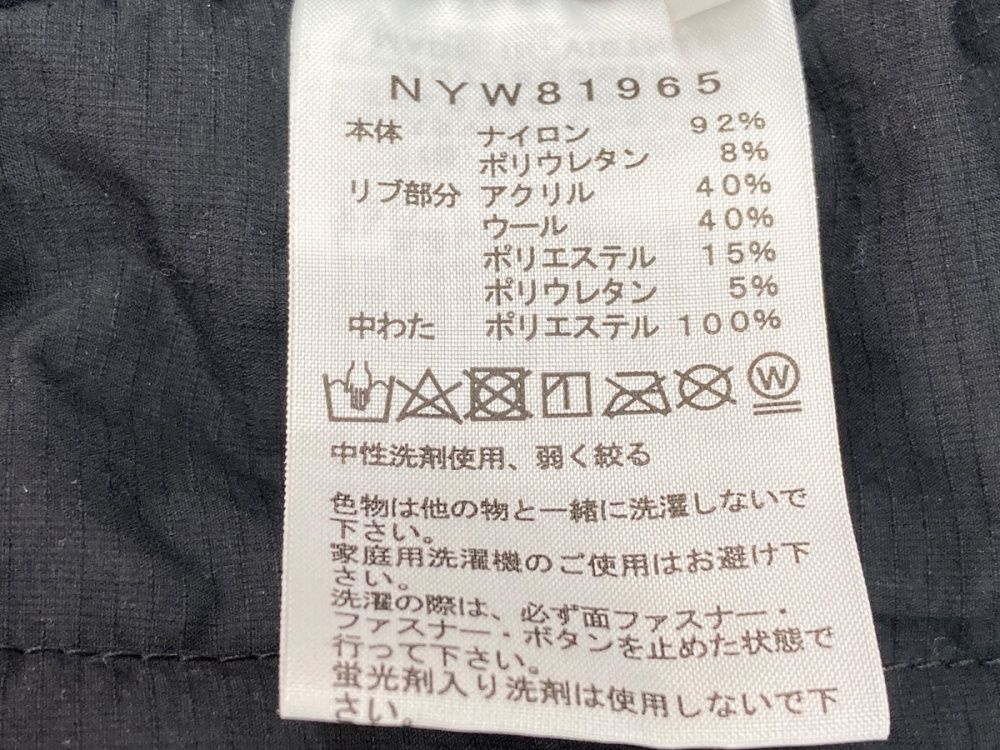 NYW81965
本体 ナイロン 92%
ポリウレタン 8%
リブ部分 アクリル 40%
ウール 40%
ポリエステル 15%
ポリウレタン 5%
中わた ポリエステル 100%
W
中性洗剤使用、弱く絞る
色物は他の物と一緒に洗濯しないで
下さい。
家庭用洗濯機のご使用はお避け下
さい。
洗濯の際は、必ず面ファスナー・
ファスナー・ボタンを止めた状態で
行って下さい。
蛍光剤入り洗剤は使用しないで下
さい。